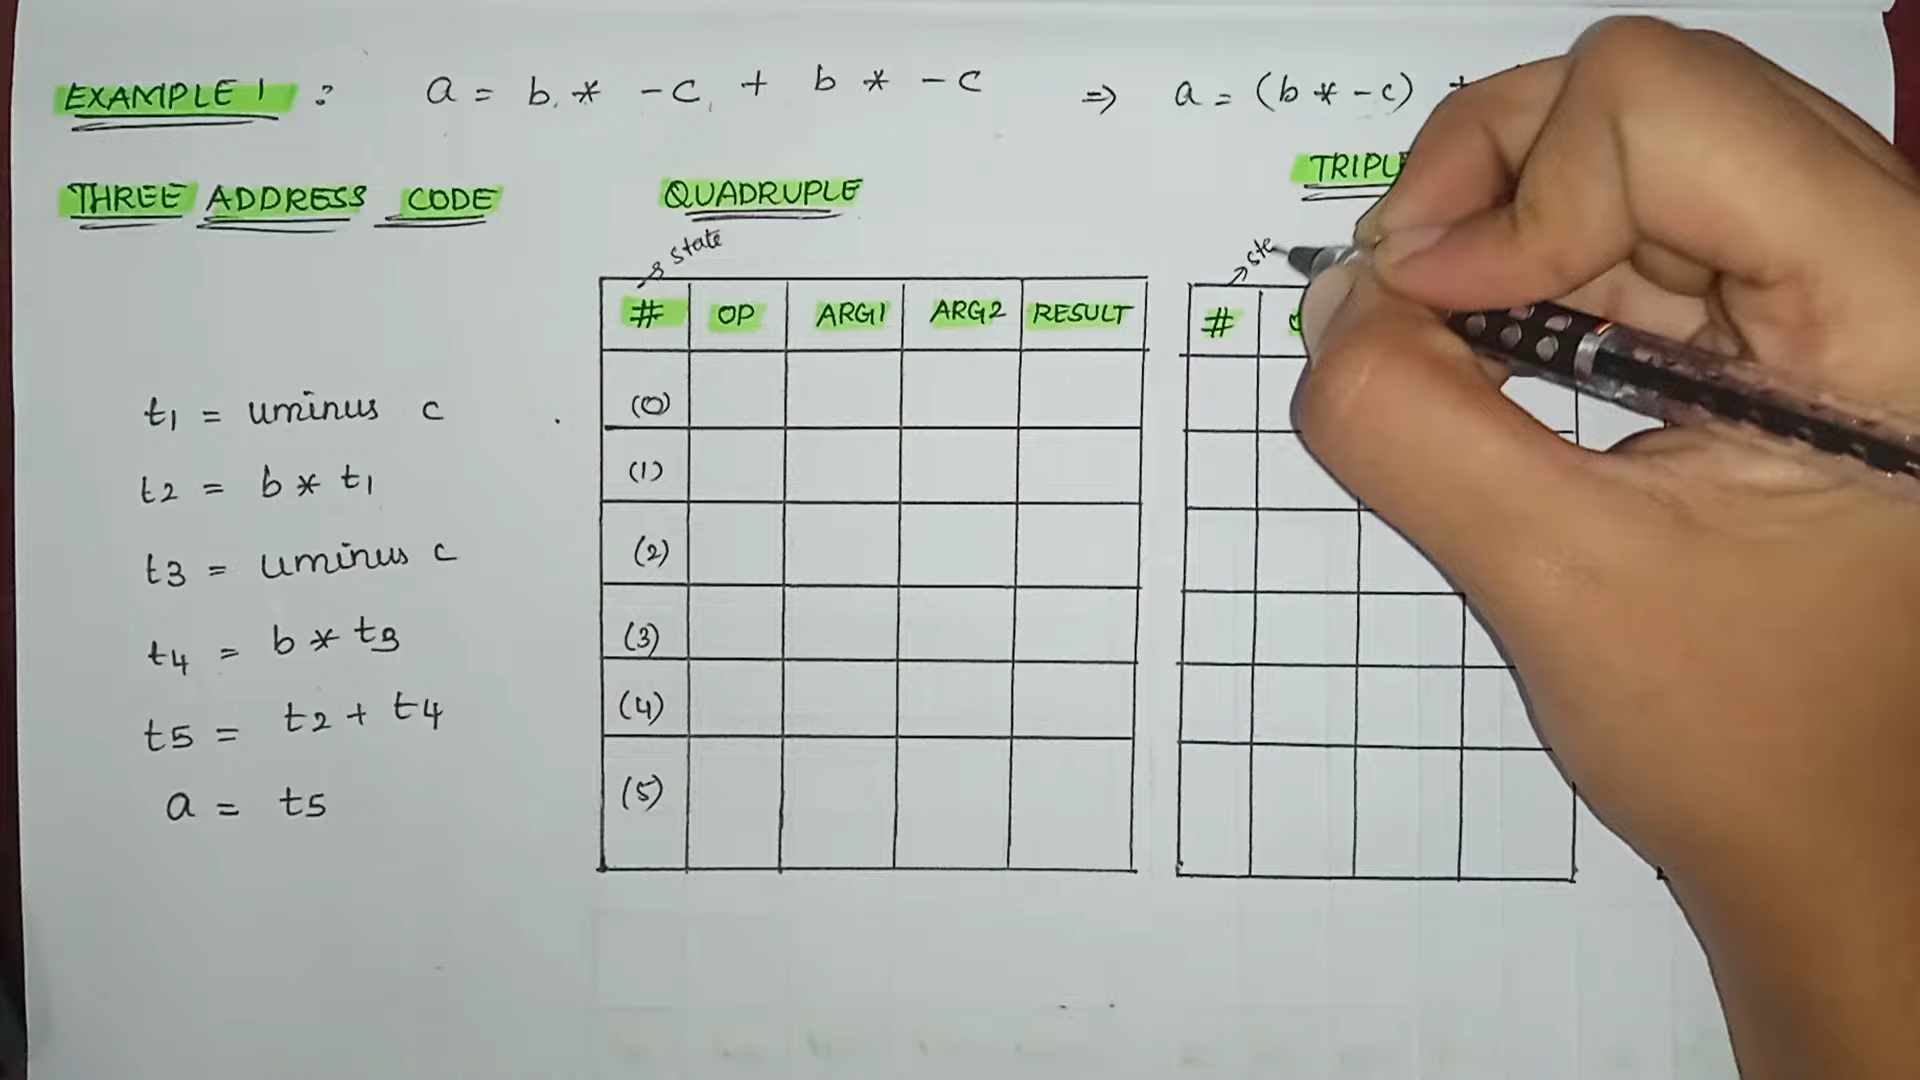 EXAMPLE 1 : a = b * -c + b * -c ⇒ a = (b * -c) +
THREE ADDRESS CODE
QUADRUPLE
state
# OP ARG1 ARG2 RESULT
(0)
(1)
(2)
(3)
(4)
(5)
#
t1 = uminus c
t2 = b * t1
t3 = uminus c
t4 = b * t3
t5 = t2 + t4
a = t5